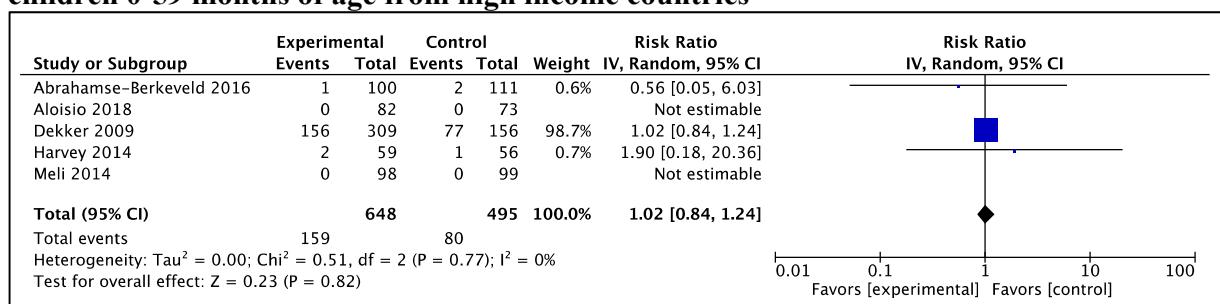 children 0-59 months of age from high income countries
Experimental Control Risk Ratio Risk Ratio
Study or Subgroup Events Total Events Total Weight IV, Random, 95% CI IV, Random, 95% CI
Abrahamse-Berkeveld 2016 1 100 2 111 0.6% 0.56 [0.05, 6.03]
Aloisio 2018 0 82 0 73 Not estimable
Dekker 2009 156 309 77 156 98.7% 1.02 [0.84, 1.24]
Harvey 2014 2 59 1 56 0.7% 1.90 [0.18, 20.36]
Meli 2014 0 98 0 99 Not estimable
Total (95% CI) 648 495 100.0% 1.02 [0.84, 1.24]
Total events 159 80
Heterogeneity: Tau² = 0.00; Chi² = 0.51, df = 2 (P = 0.77); I² = 0%
Test for overall effect: Z = 0.23 (P = 0.82)
0.01 0.1 1 10 100
Favors [experimental] Favors [control]